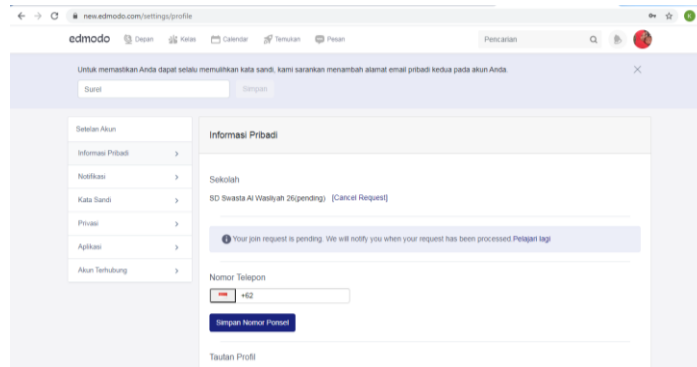 new.edmodo.com/settings/profile
edmodo Depan Kelas Calendar Temukan Pesan Pencarian
Untuk memastikan Anda dapat selalu memulihkan kata sandi, kami sarankan menambah alamat email pribadi kedua pada akun Anda.
Surel Simpan
Setelan Akun
Informasi Pribadi
Notifikasi
Kata Sandi
Privasi
Aplikasi
Akun Terhubung
Informasi Pribadi
Sekolah
SD Swasta Al Wasliyah 26(pending) [Cancel Request]
Your join request is pending. We will notify you when your request has been processed.Pelajari lagi
Nomor Telepon
+62
Simpan Nomor Ponsel
Tautan Profil